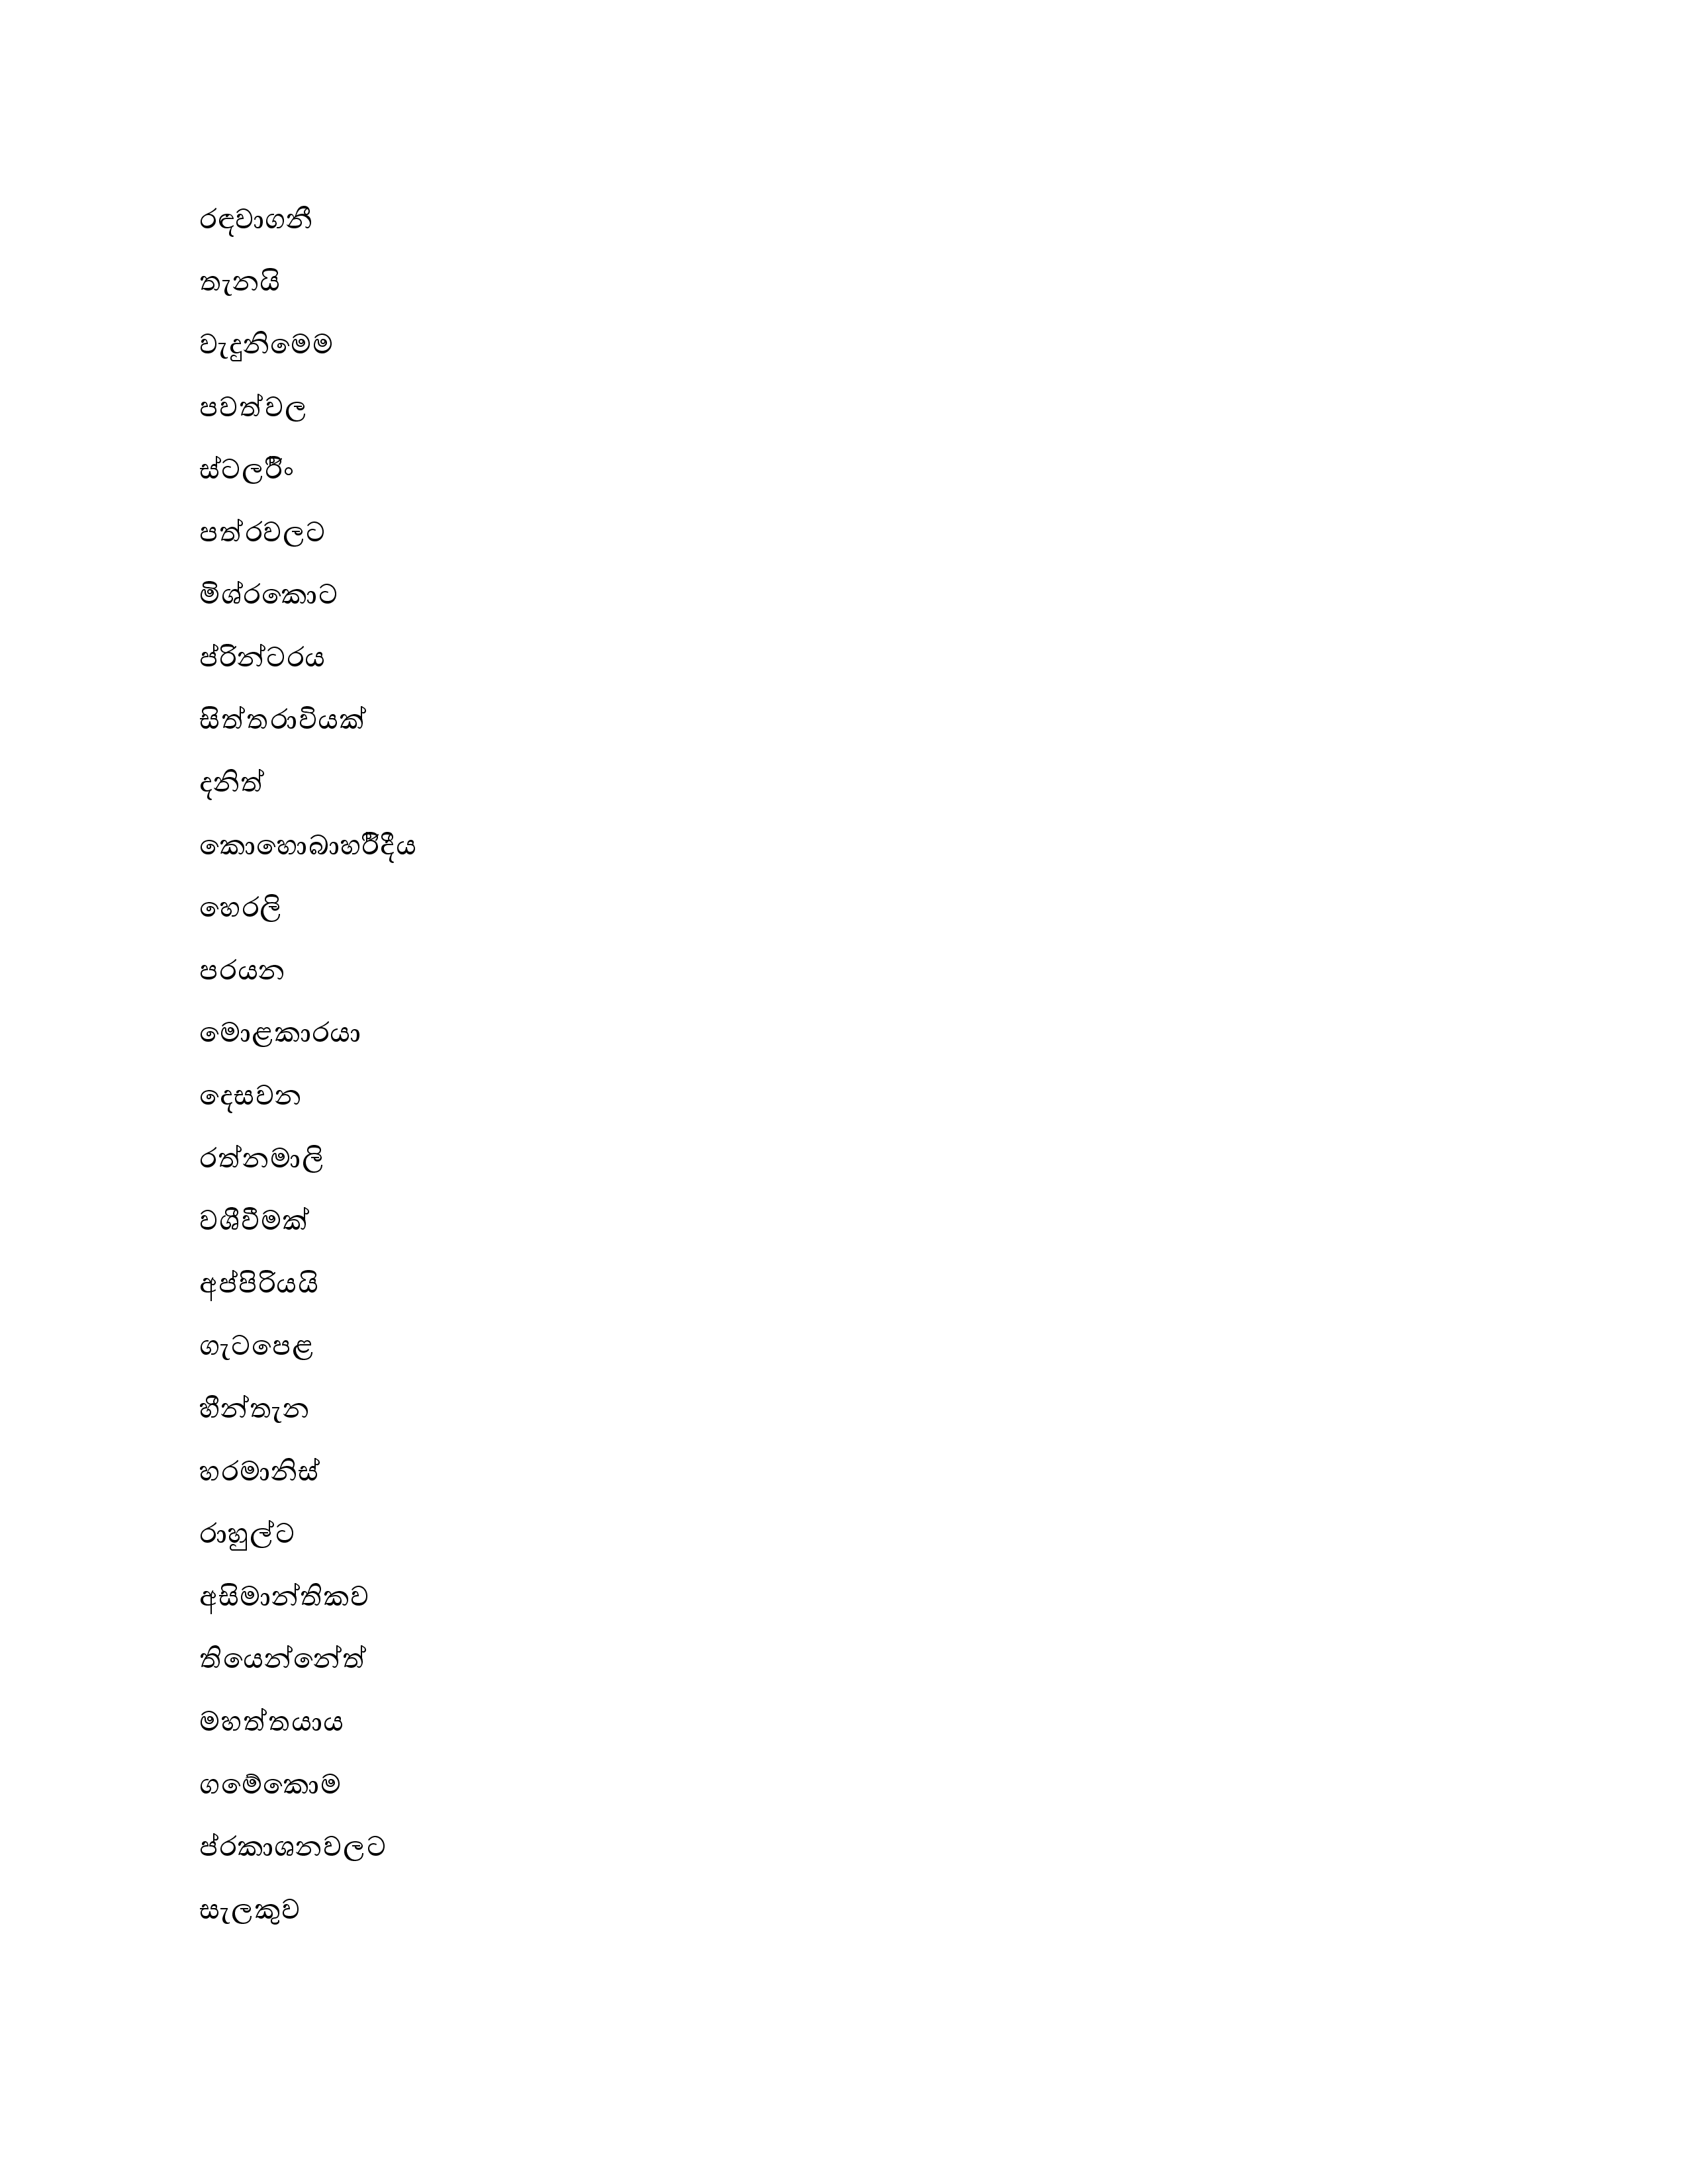 රඳවාගනී
තැනයි
වැදුනිමෙම
පවත්වල
ස්ටලරිීං
පත්රවලට
මිශ්රකොට
ප්රින්ටරය
සිත්තරාවියක්
දනිත්
කොහොබාහරිීදීය
හෙරලි
පරයන
මොළකාරයා
දෙසවන
රත්නමාලි
වශීවීමක්
අප්පිරියයි
ගැටපෙළ
හීන්තැන
හරමානිස්
රාහුල්ට
අසිමාන්තිකව
තියෙන්නේත්
මහත්තයාය
ගමේකොම
ප්රකාශනවලට
සැලකුව